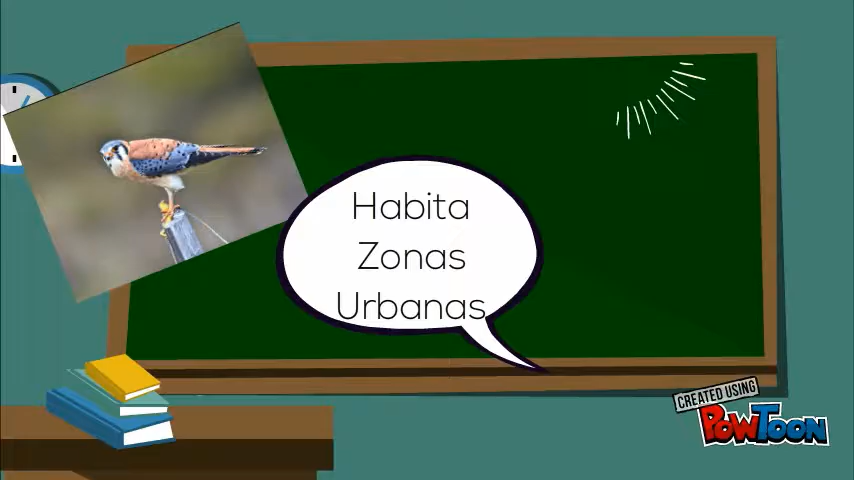 Habita
Zonas
Urbanas
CREATED USING
POWTOON